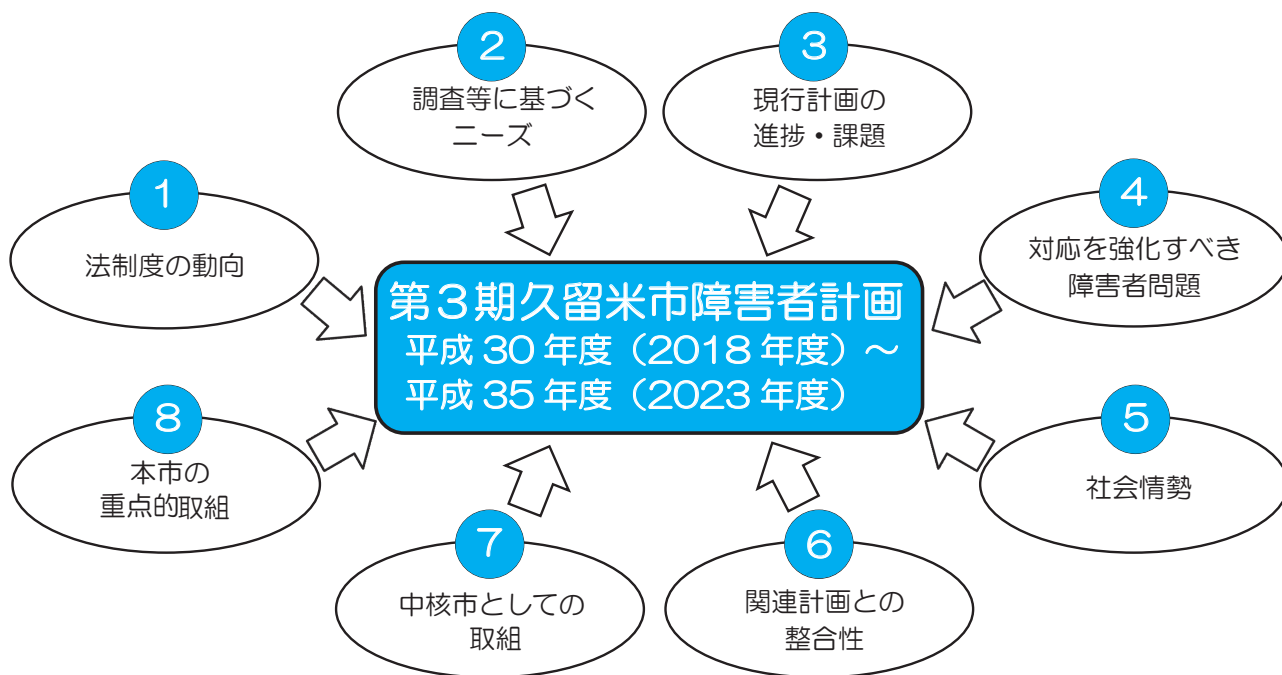 1
法制度の動向
2
調査等に基づく
ニーズ
3
現行計画の
進捗・課題
4
対応を強化すべき
障害者問題
第3期久留米市障害者計画
平成 30 年度(2018 年度)~
平成 35 年度(2023 年度)
5
社会情勢
6
関連計画との
整合性
7
中核市としての
取組
8
本市の
重点的取組